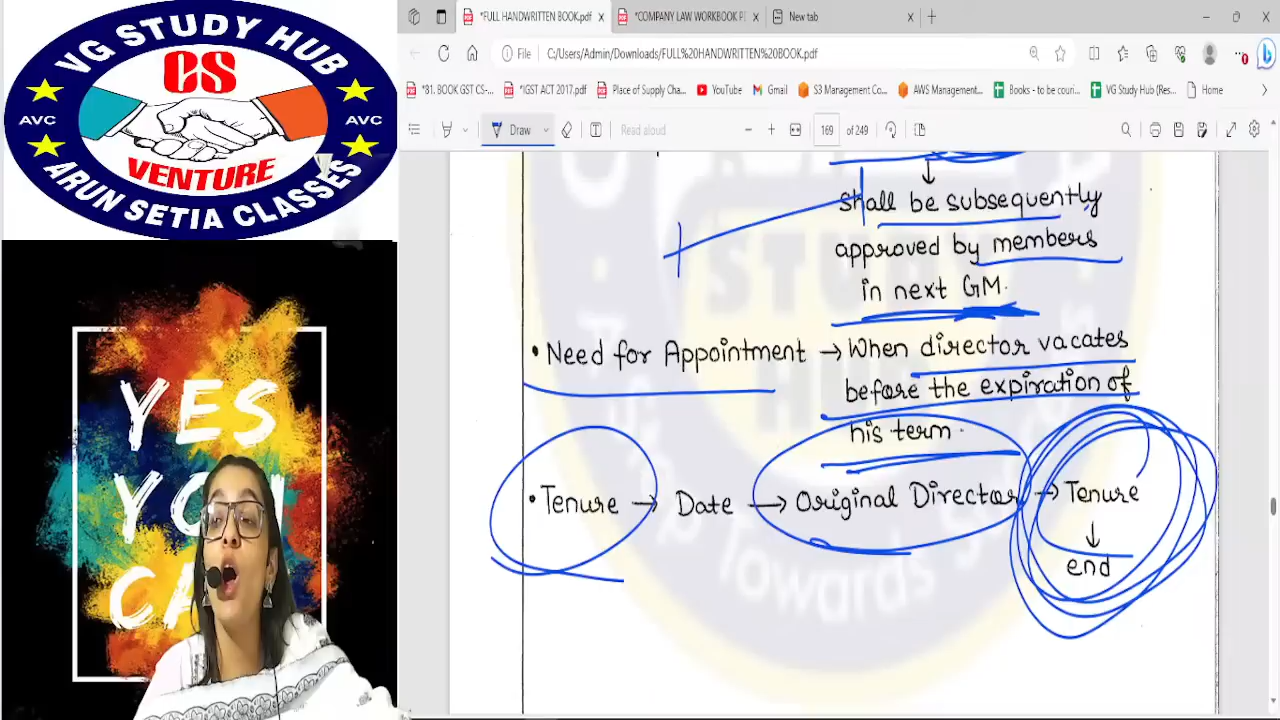 VG STUDY HUB
CS
AVC
AVC
VENTURE
ARUN SETIA CLASSES
YES
YO
CA
*FULL HANDWRITTEN BOOK.pdf
*COMPANY LAW WORKBOOK P
New tab
File
C:/Users/Admin/Downloads/FULL%20HANDWRITTEN%20BOOK.pdf
*81. BOOK GST CS-...
*IGST ACT 2017.pdf
Place of Supply Cha...
YouTube
Gmail
S3 Management Co...
AWS Management...
Books - to be couri...
VG Study Hub (Res...
Home
Draw
Read aloud
169
of 249
shall be subsequently
approved by members
in next GM.
• Need for Appointment → When director vacates
before the expiration of
his term.
• Tenure → Date → Original Director → Tenure
↓
end